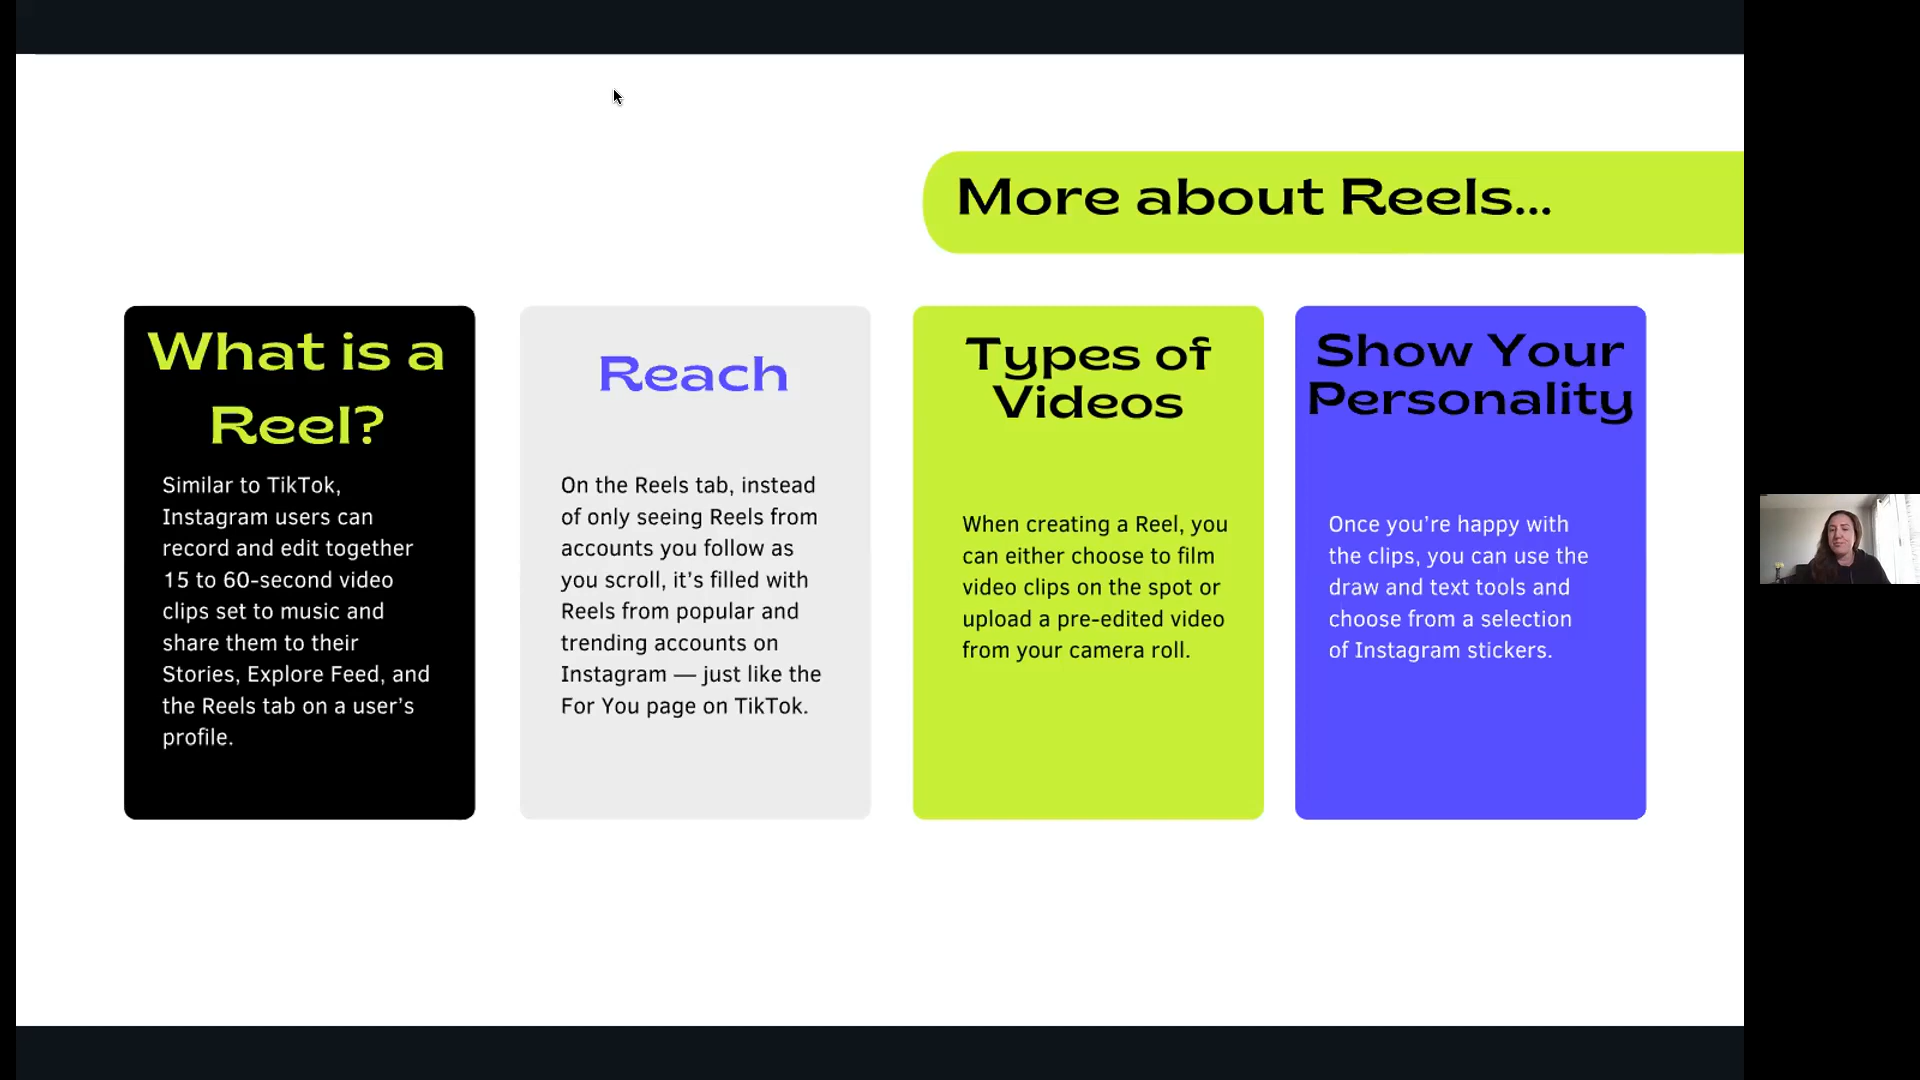 More about Reels...
What is a
Reel?
Similar to TikTok,
Instagram users can
record and edit together
15 to 60-second video
clips set to music and
share them to their
Stories, Explore Feed, and
the Reels tab on a user’s
profile.
Reach
On the Reels tab, instead
of only seeing Reels from
accounts you follow as
you scroll, it’s filled with
Reels from popular and
trending accounts on
Instagram — just like the
For You page on TikTok.
Types of
Videos
When creating a Reel, you
can either choose to film
video clips on the spot or
upload a pre-edited video
from your camera roll.
Show Your
Personality
Once you’re happy with
the clips, you can use the
draw and text tools and
choose from a selection
of Instagram stickers.